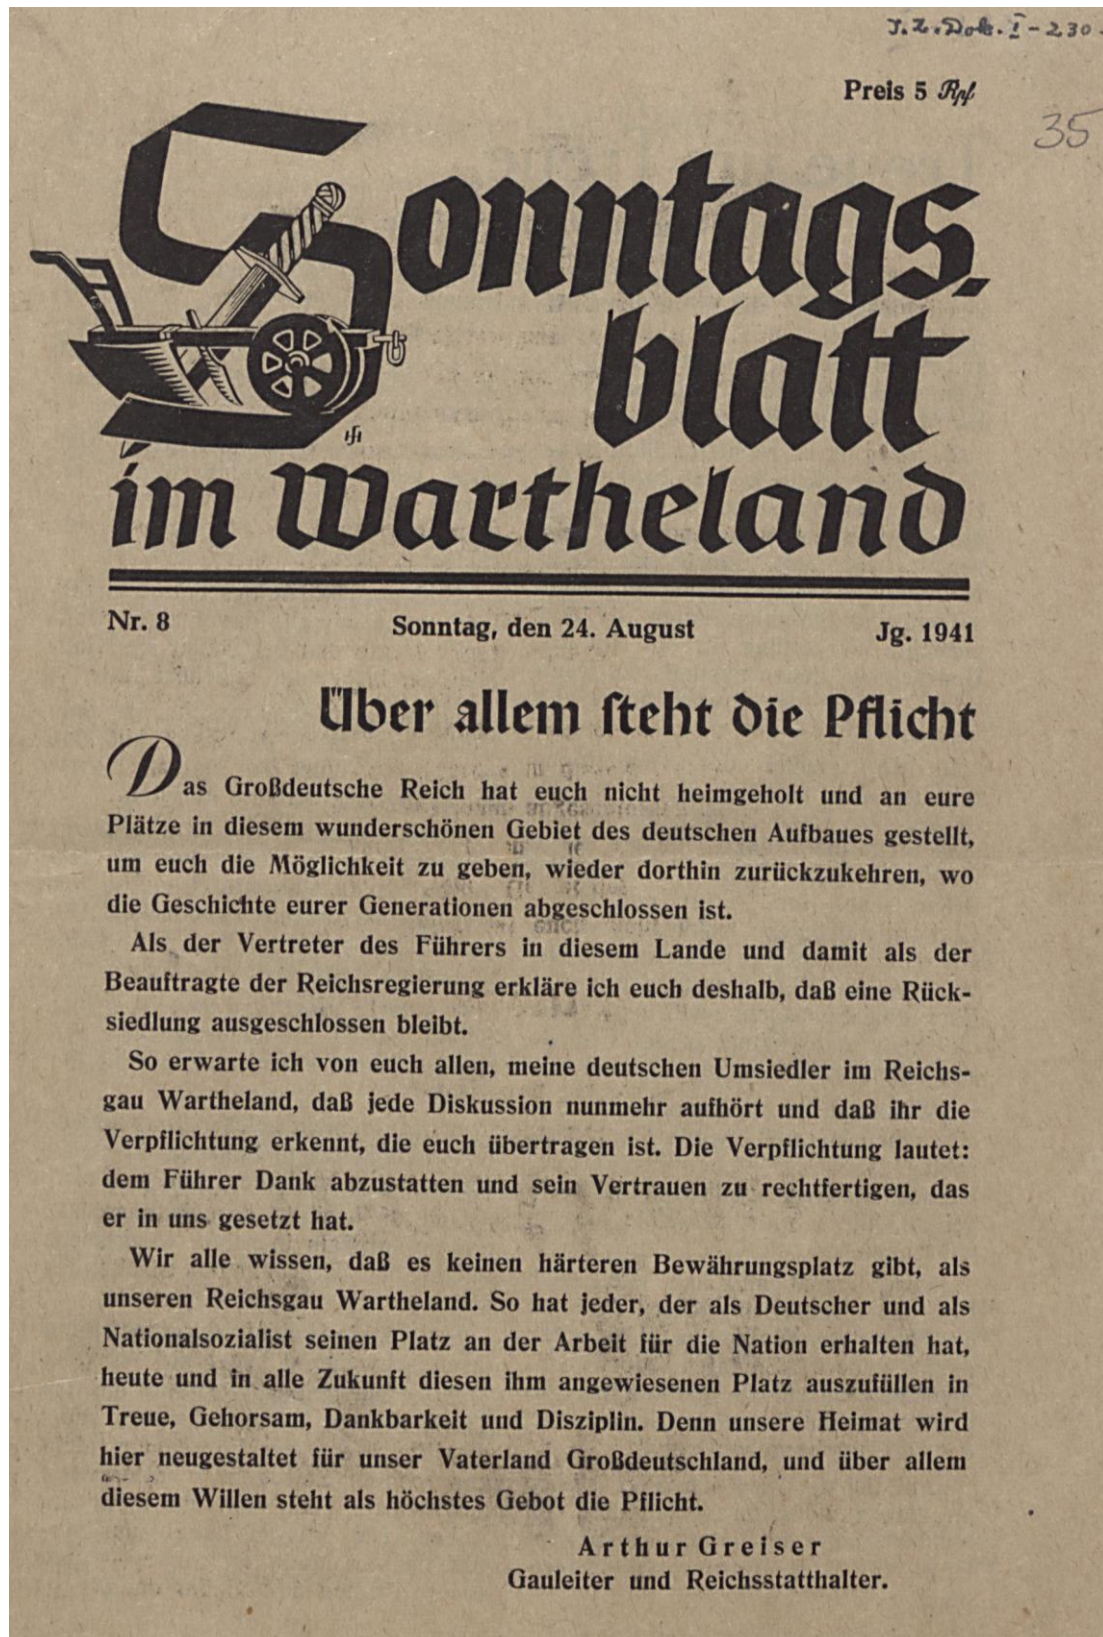 I.Z.Dok. I - 230
Preis 5 Rpf
35
Sonntags-
blatt
im Wartheland
Nr. 8 Sonntag, den 24. August Jg. 1941
Über allem steht die Pflicht
Das Großdeutsche Reich hat euch nicht heimgeholt und an eure
Plätze in diesem wunderschönen Gebiet des deutschen Aufbaues gestellt,
um euch die Möglichkeit zu geben, wieder dorthin zurückzukehren, wo
die Geschichte eurer Generationen abgeschlossen ist.
Als der Vertreter des Führers in diesem Lande und damit als der
Beauftragte der Reichsregierung erkläre ich euch deshalb, daß eine Rück-
siedlung ausgeschlossen bleibt.
So erwarte ich von euch allen, meine deutschen Umsiedler im Reichs-
gau Wartheland, daß jede Diskussion nunmehr aufhört und daß ihr die
Verpflichtung erkennt, die euch übertragen ist. Die Verpflichtung lautet:
dem Führer Dank abzustatten und sein Vertrauen zu rechtfertigen, das
er in uns gesetzt hat.
Wir alle wissen, daß es keinen härteren Bewährungsplatz gibt, als
unseren Reichsgau Wartheland. So hat jeder, der als Deutscher und als
Nationalsozialist seinen Platz an der Arbeit für die Nation erhalten hat,
heute und in alle Zukunft diesen ihm angewiesenen Platz auszufüllen in
Treue, Gehorsam, Dankbarkeit und Disziplin. Denn unsere Heimat wird
hier neugestaltet für unser Vaterland Großdeutschland, und über allem
diesem Willen steht als höchstes Gebot die Pflicht.
Arthur Greiser
Gauleiter und Reichsstatthalter.